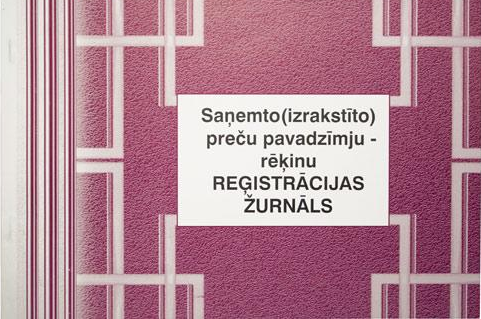 Saņemto(izrakstīto)
preču pavadzīmju -
rēķinu
REĢISTRĀCIJAS
ŽURNĀLS